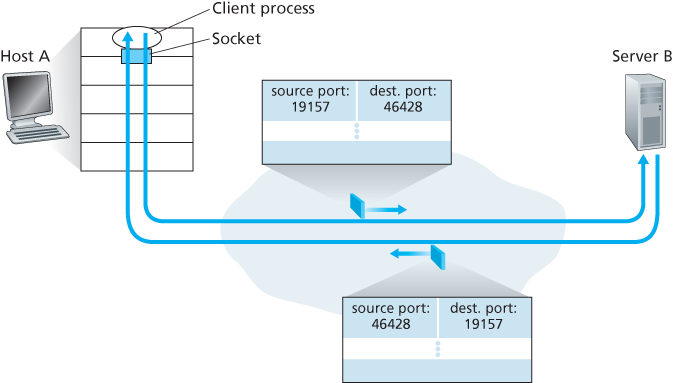 Client process
Socket
Host A
Server B
source port: dest. port:
19157 46428
source port: dest. port:
46428 19157